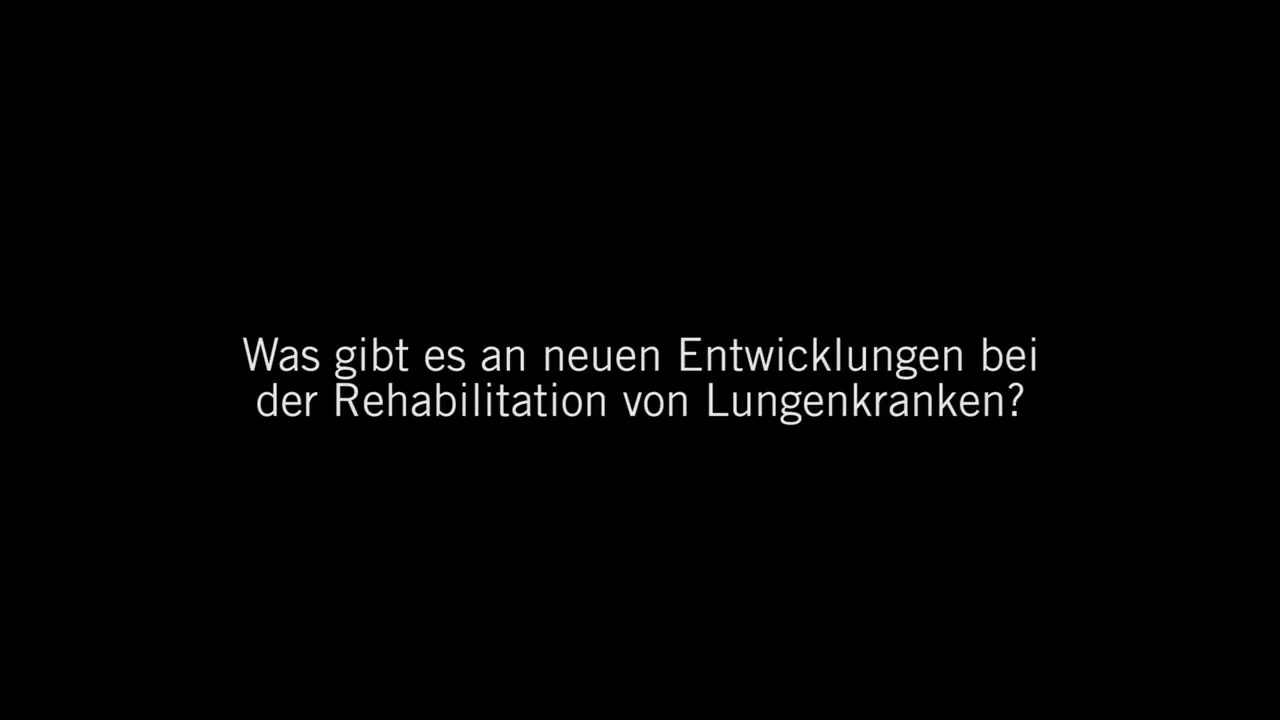 Was gibt es an neuen Entwicklungen bei
der Rehabilitation von Lungenkranken?